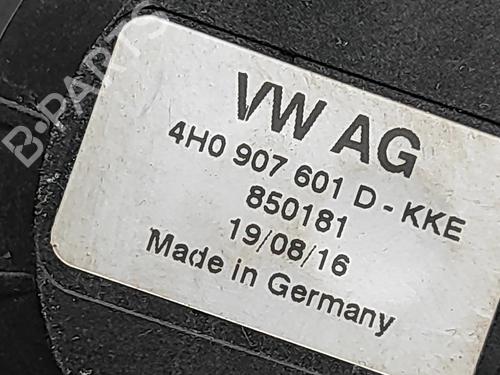 B-PARTS
VW AG
4H0 907 601 D - KKE
850181
19/08/16
Made in Germany